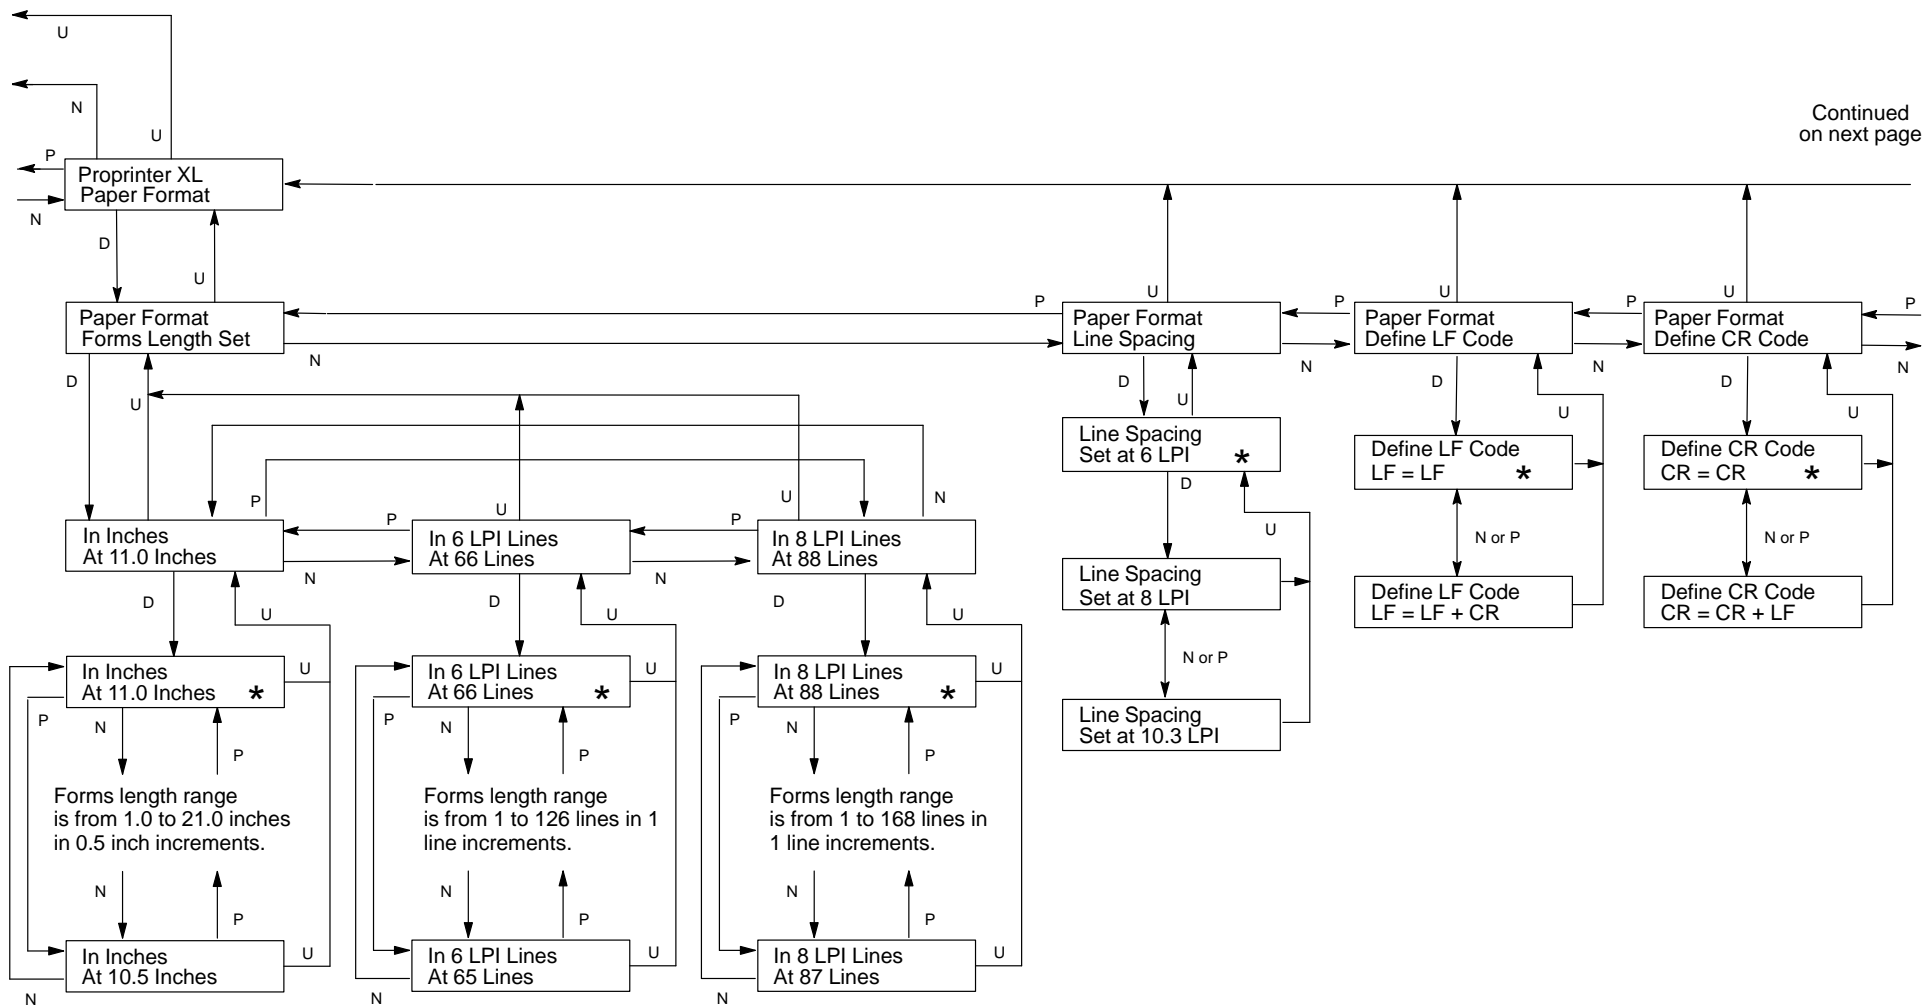 U
N
U
Continued
on next page
P
Proprinter XL
Paper Format
N
D
U
Paper Format
Forms Length Set
P
N
U
Paper Format
Line Spacing
P
N
U
Paper Format
Define LF Code
P
N
U
Paper Format
Define CR Code
P
N
D
U
D
U
D
U
D
U
Line Spacing
Set at 6 LPI *
Define LF Code
LF = LF *
Define CR Code
CR = CR *
D
U
P
U
U
N
In Inches
At 11.0 Inches
P
N
In 6 LPI Lines
At 66 Lines
P
N
In 8 LPI Lines
At 88 Lines
N or P
N or P
Line Spacing
Set at 8 LPI
Define LF Code
LF = LF + CR
Define CR Code
CR = CR + LF
D
U
D
U
D
U
In Inches
At 11.0 Inches *
U
In 6 LPI Lines
At 66 Lines *
U
In 8 LPI Lines
At 88 Lines *
U
N or P
Line Spacing
Set at 10.3 LPI
P
N
P
P
N
P
P
N
P
Forms length range
is from 1.0 to 21.0 inches
in 0.5 inch increments.
Forms length range
is from 1 to 126 lines in 1
line increments.
Forms length range
is from 1 to 168 lines in
1 line increments.
N
P
N
P
N
P
In Inches
At 10.5 Inches
U
In 6 LPI Lines
At 65 Lines
U
In 8 LPI Lines
At 87 Lines
U
N
N
N